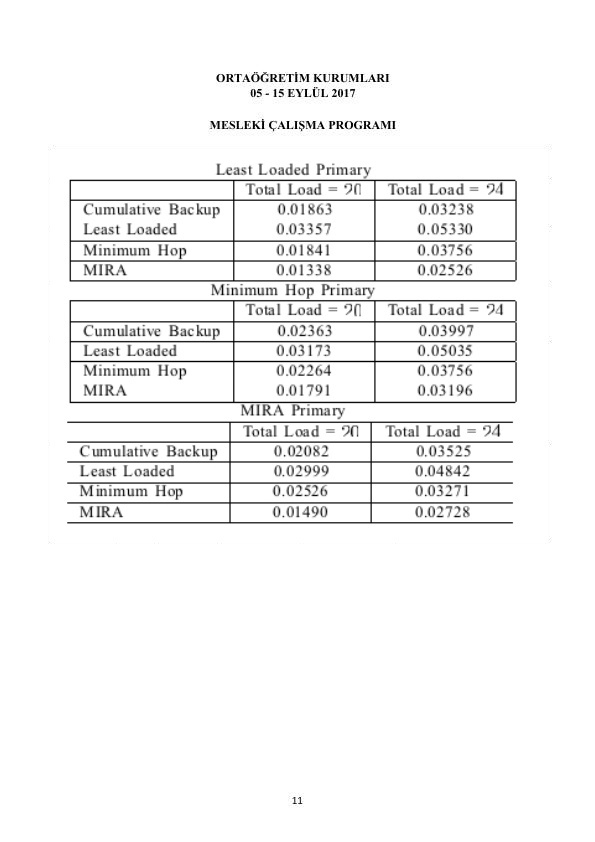 ORTAÖĞRETİM KURUMLARI
05 - 15 EYLÜL 2017
MESLEKİ ÇALIŞMA PROGRAMI
Least Loaded Primary
Total Load = 20 Total Load = 24
Cumulative Backup 0.01863 0.03238
Least Loaded 0.03357 0.05330
Minimum Hop 0.01841 0.03756
MIRA 0.01338 0.02526
Minimum Hop Primary
Total Load = 20 Total Load = 24
Cumulative Backup 0.02363 0.03997
Least Loaded 0.03173 0.05035
Minimum Hop 0.02264 0.03756
MIRA 0.01791 0.03196
MIRA Primary
Total Load = 20 Total Load = 24
Cumulative Backup 0.02082 0.03525
Least Loaded 0.02999 0.04842
Minimum Hop 0.02526 0.03271
MIRA 0.01490 0.02728
11